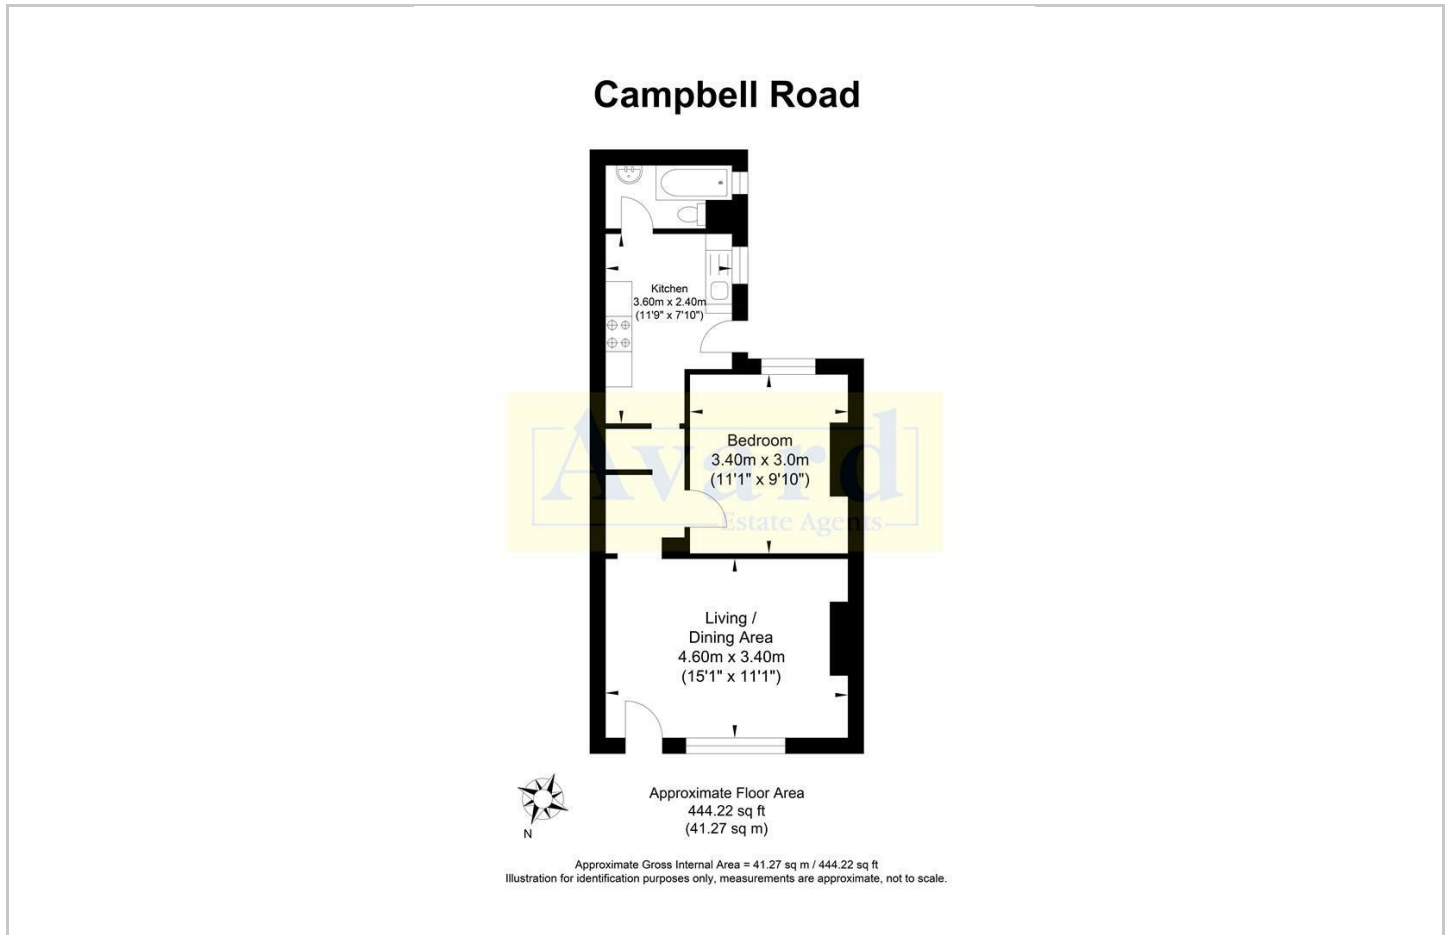 Campbell Road
Kitchen
3.60m x 2.40m
(11'9" x 7'10")
Bedroom
3.40m x 3.0m
(11'1" x 9'10")
Avard
Estate Agents
Living /
Dining Area
4.60m x 3.40m
(15'1" x 11'1")
N
Approximate Floor Area
444.22 sq ft
(41.27 sq m)
Approximate Gross Internal Area = 41.27 sq m / 444.22 sq ft
Illustration for identification purposes only, measurements are approximate, not to scale.